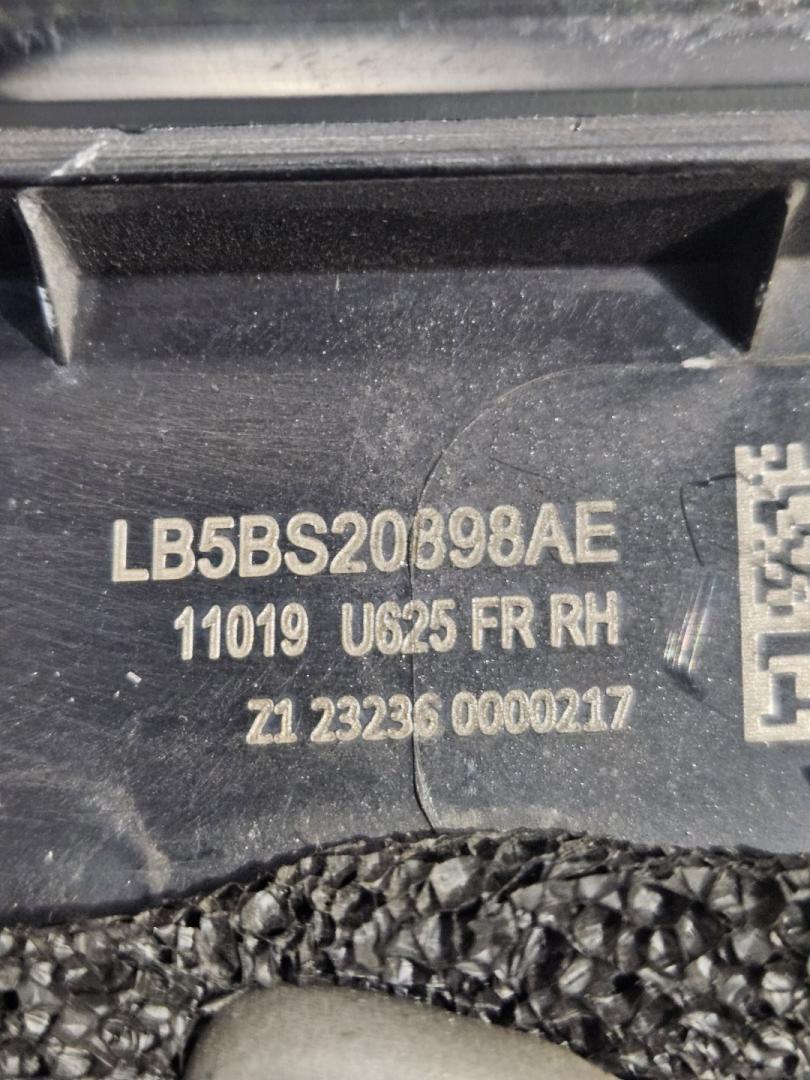 LB5BS20898AE
11019 U625 FR RH
Z1 23236 0000217